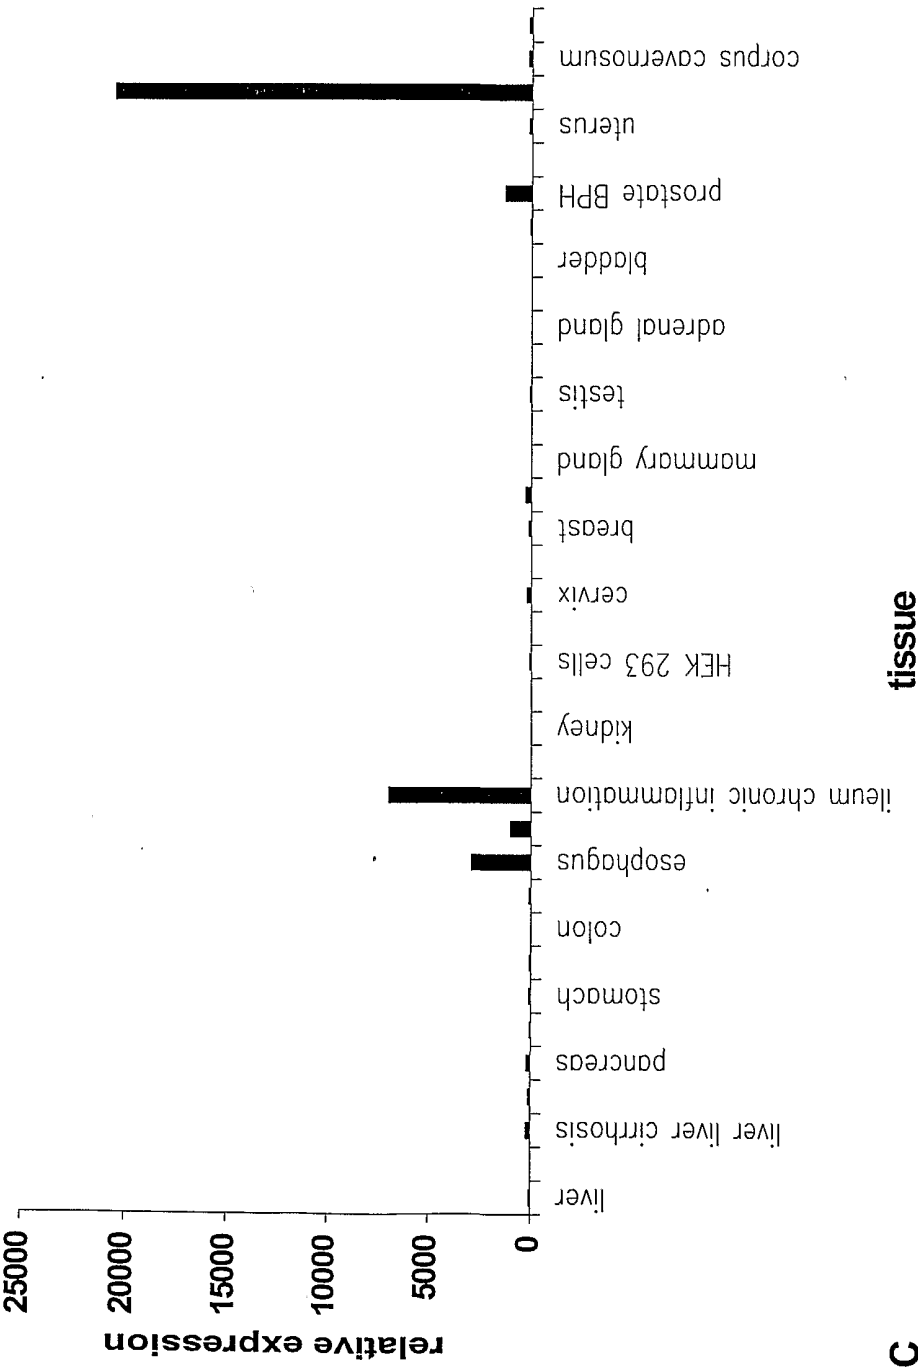 relative expression
25000
20000
15000
10000
5000
0
liver
liver liver cirrhosis
pancreas
stomach
colon
esophagus
ileum chronic inflammation
kidney
HEK 293 cells
cervix
breast
mammary gland
testis
adrenal gland
bladder
prostate BPH
uterus
corpus cavernosum
tissue
C